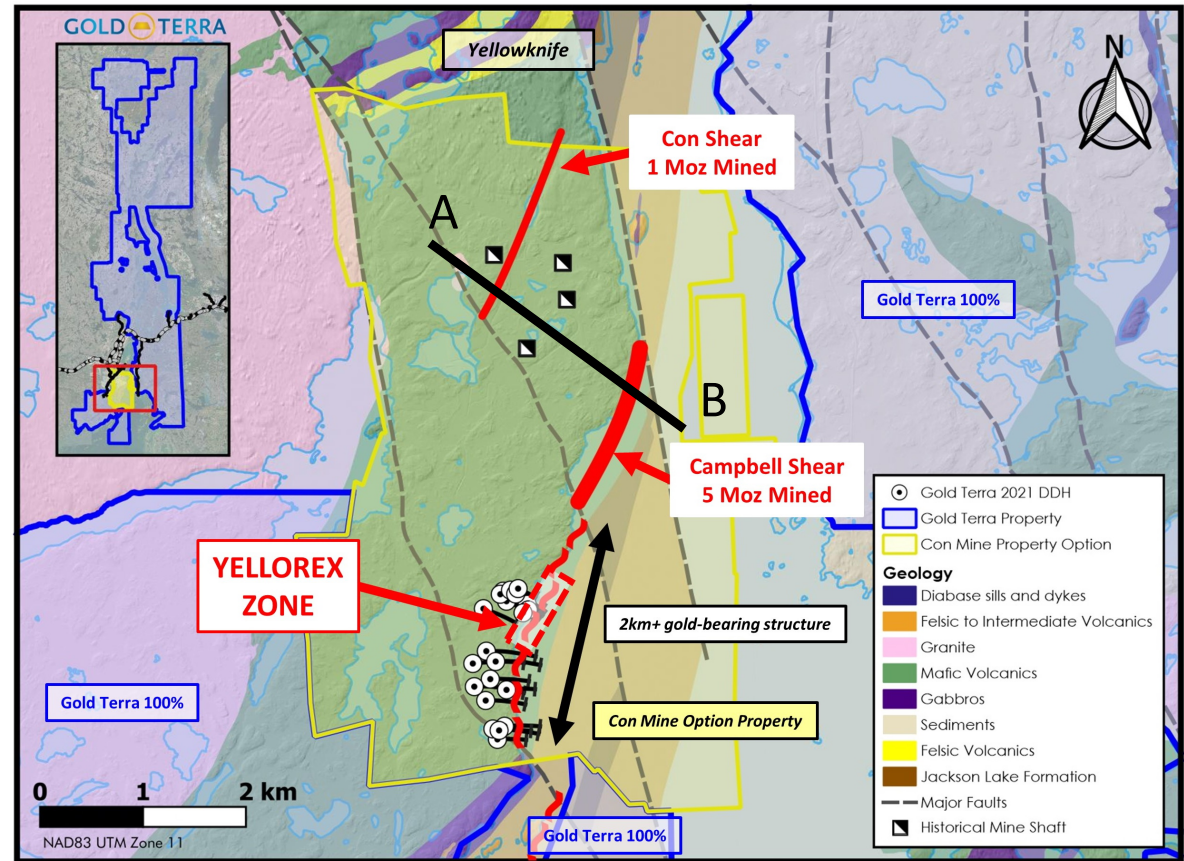 GOLD TERRA
Yellowknife
N
Con Shear
1 Moz Mined
A
Gold Terra 100%
B
Campbell Shear
5 Moz Mined
YELLOREX
ZONE
2km+ gold-bearing structure
Gold Terra 100%
Con Mine Option Property
0 1 2 km
NAD83 UTM Zone 11
Gold Terra 100%
Gold Terra 2021 DDH
Gold Terra Property
Con Mine Property Option
Geology
Diabase sills and dykes
Felsic to Intermediate Volcanics
Granite
Mafic Volcanics
Gabbros
Sediments
Felsic Volcanics
Jackson Lake Formation
Major Faults
Historical Mine Shaft